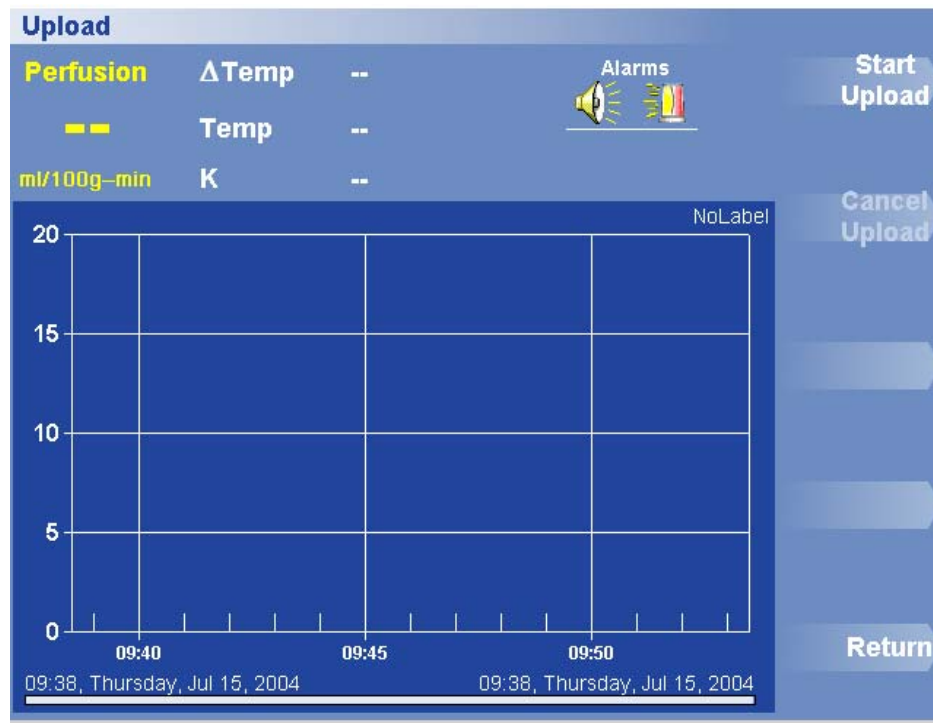 Upload
Perfusion
ΔTemp --
--
Temp --
ml/100g–min
K --
Alarms
Start
Upload
Cancel
Upload
NoLabel
20
15
10
5
0
09:40 09:45 09:50
09:38, Thursday, Jul 15, 2004 09:38, Thursday, Jul 15, 2004
Return